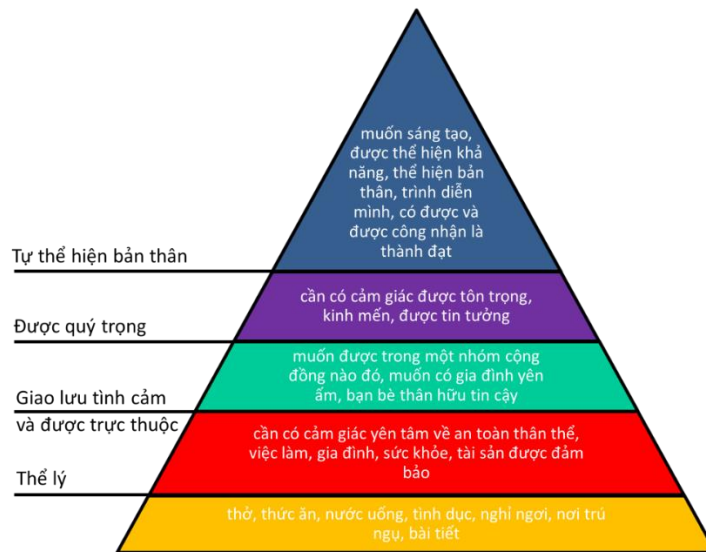 muốn sáng tạo,
được thể hiện khả
năng, thể hiện bản
thân, trình diễn
mình, có được và
được công nhận là
thành đạt
Tự thể hiện bản thân
cần có cảm giác được tôn trọng,
kinh mến, được tin tưởng
Được quý trọng
muốn được trong một nhóm cộng
đồng nào đó, muốn có gia đình yên
ấm, bạn bè thân hữu tin cậy
Giao lưu tình cảm
và được trực thuộc
cần có cảm giác yên tâm về an toàn thân thể,
việc làm, gia đình, sức khỏe, tài sản được đảm
bảo
Thể lý
thở, thức ăn, nước uống, tình dục, nghỉ ngơi, nơi trú
ngụ, bài tiết